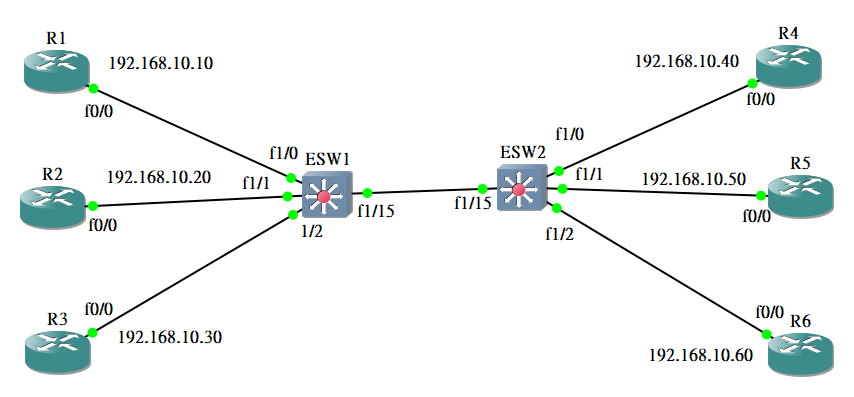 R1
192.168.10.10
f0/0
R4
192.168.10.40
f0/0
f1/0
ESW1
ESW2
f1/0
R2
192.168.10.20
f1/1
f0/0
f1/15
f1/15
f1/1
192.168.10.50
R5
f0/0
1/2
f1/2
R3
f0/0
192.168.10.30
f0/0
R6
192.168.10.60